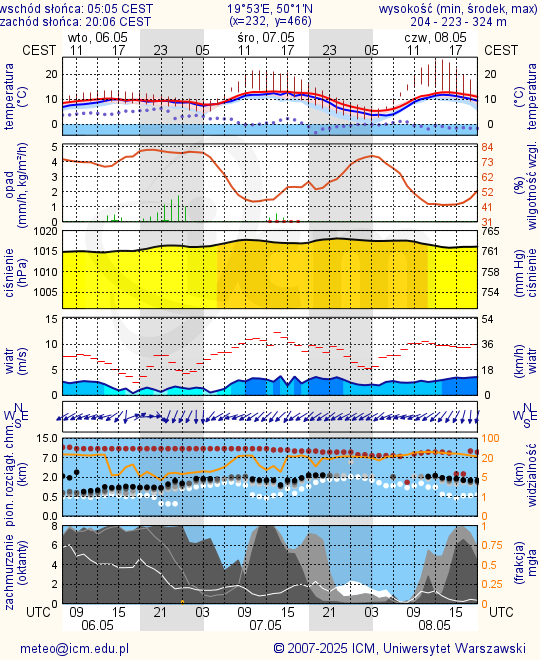 wschód słońca: 05:05 CEST 19°53'E, 50°1'N wysokość (min, środek, max)
zachód słońca: 20:06 CEST (x=232, y=466) 204 - 223 - 324 m
wto, 06.05 śro, 07.05 czw, 08.05
CEST 11 17 23 05 11 17 23 05 11 17 CEST
temperatura (°C)
20
10
0
temperatura (°C)
20
10
0
opad (mm/h, kg/m²/h)
5
4
3
2
1
0
84
73
62
52
41
31
(%) wilgotność wzgl.
ciśnienie (hPa)
1020
1015
1010
1005
765
761
758
754
(mm Hg) ciśnienie
wiatr (m/s)
15
10
5
0
54
36
18
0
(km/h) wiatr
N
W E
S
N
W E
S
pion. rozciągł. chm. (km)
15.0
7.0
2.0
0.5
0.0
100
20
5
1
0
(km) widzialność
zachmurzenie (oktanty)
8
6
4
2
0
1
0.75
0.5
0.25
0
(frakcja) mgła
UTC 09 15 21 03 09 15 21 03 09 15 UTC
06.05 07.05 08.05
meteo@icm.edu.pl © 2007-2025 ICM, Uniwersytet Warszawski